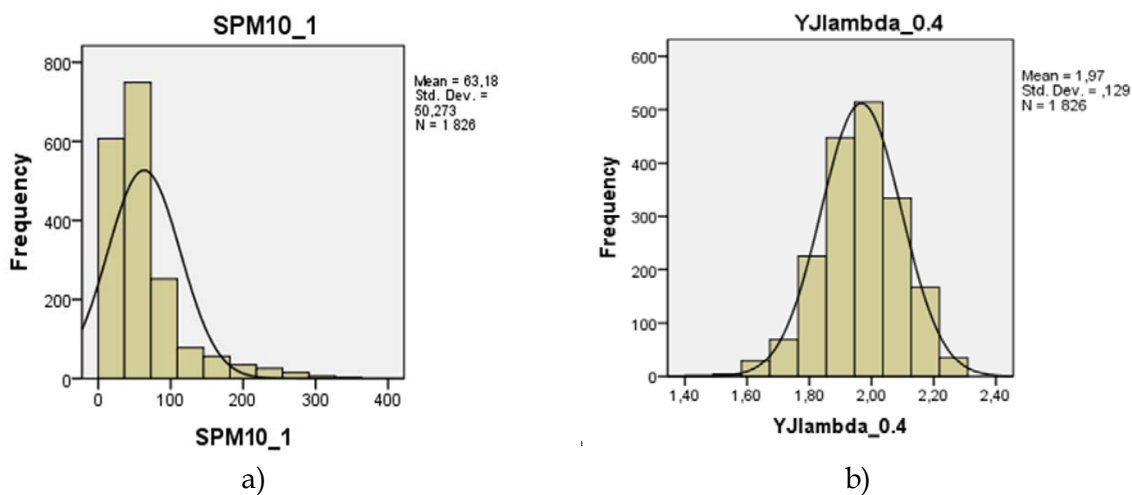 SPM10_1
Mean = 63,18
Std. Dev. =
50,273
N = 1 826
Frequency
800
600
400
200
0
0 100 200 300 400
SPM10_1
a)
YJlambda_0.4
Mean = 1,97
Std. Dev. = ,129
N = 1 826
Frequency
600
500
400
300
200
100
0
1,40 1,60 1,80 2,00 2,20 2,40
YJlambda_0.4
b)